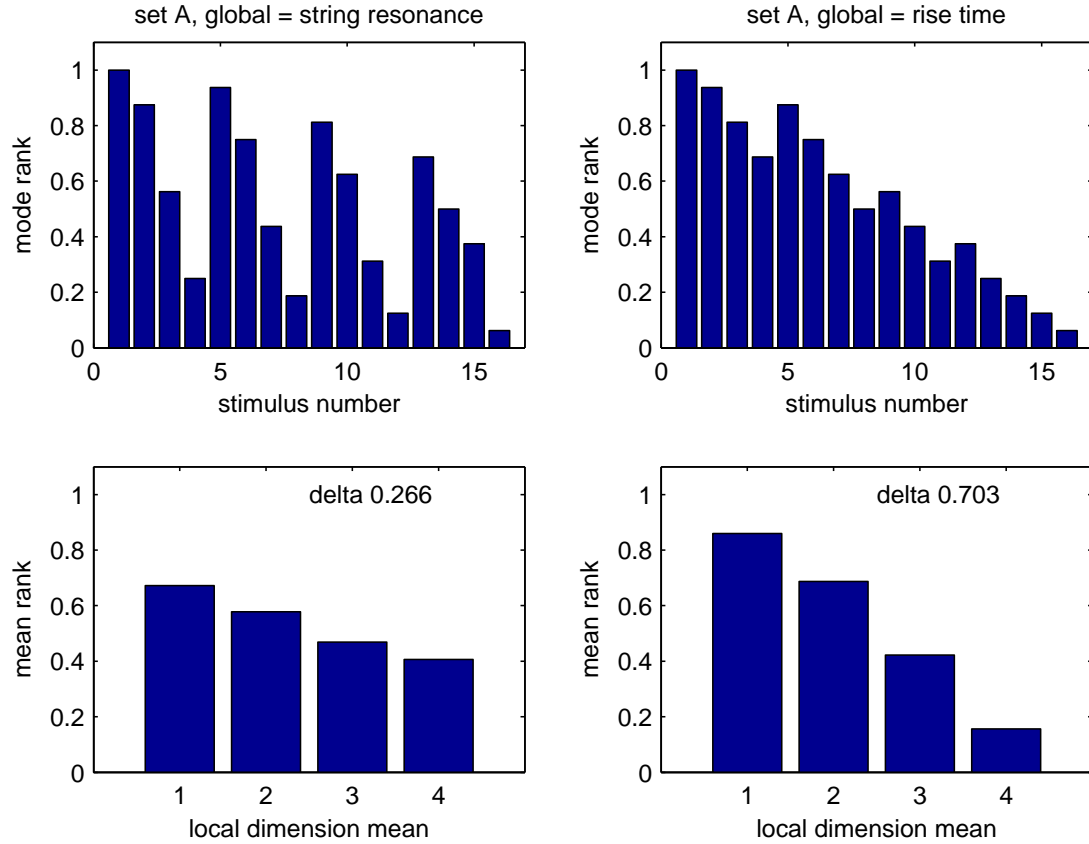 set A, global = string resonance
1
0.8
0.6
0.4
0.2
0
mode rank
0 5 10 15
stimulus number
set A, global = rise time
1
0.8
0.6
0.4
0.2
0
mode rank
0 5 10 15
stimulus number
delta 0.266
1
0.8
0.6
0.4
0.2
0
mean rank
1 2 3 4
local dimension mean
delta 0.703
1
0.8
0.6
0.4
0.2
0
mean rank
1 2 3 4
local dimension mean